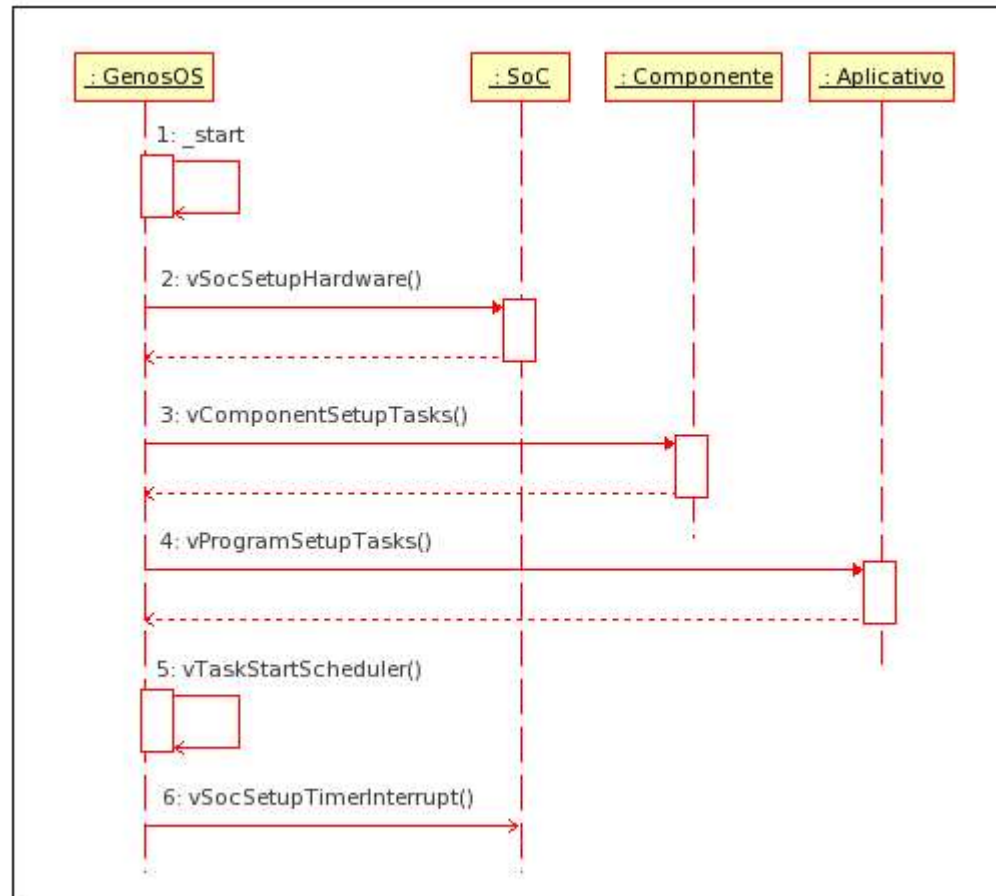 : GenosOS
: SoC
: Componente
: Aplicativo
1: _start
2: vSocSetupHardware()
3: vComponentSetupTasks()
4: vProgramSetupTasks()
5: vTaskStartScheduler()
6: vSocSetupTimerInterrupt()